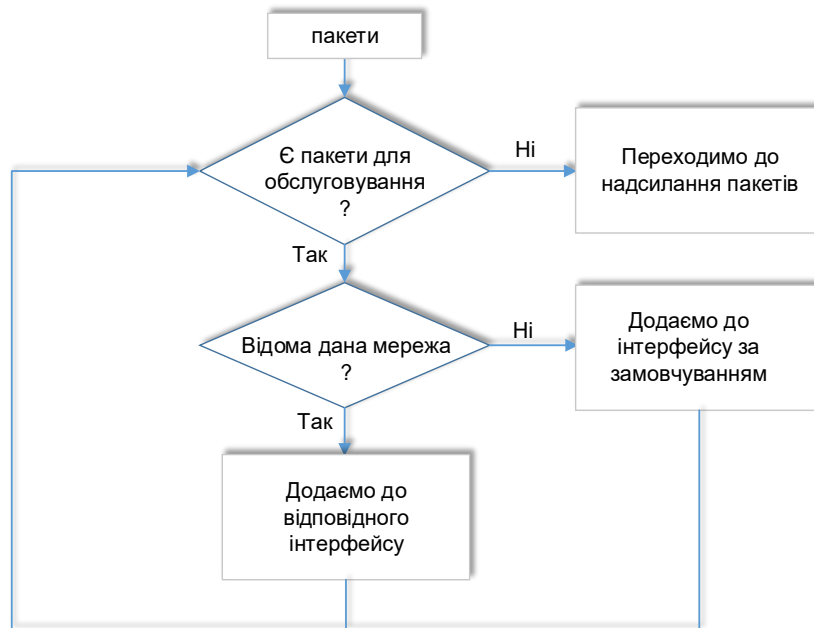 пакети
Є пакети для
обслуговування
?
Ні
Переходимо до
надсилання пакетів
Так
Відома дана мережа
?
Ні
Додаємо до
інтерфейсу за
замовчуванням
Так
Додаємо до
відповідного
інтерфейсу